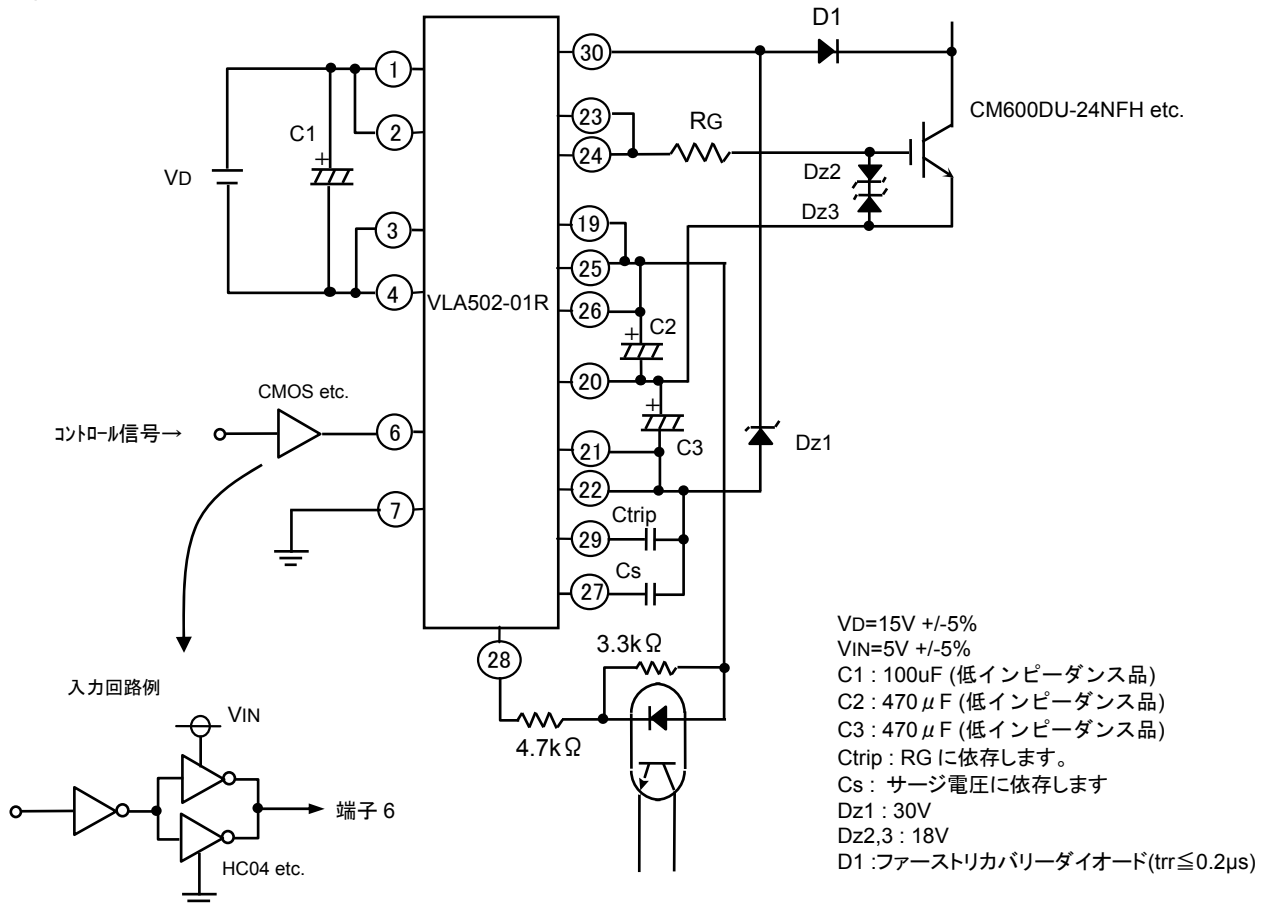 D1
30
1
CM600DU-24NFH etc.
23
RG
C1
2
24
+
VD
Dz2
Dz3
19
3
25
4
VLA502-01R
26
+
C2
20
CMOS etc.
+
コントロール信号→
6
21
C3
Dz1
22
7
Ctrip
29
Cs
27
28
3.3kΩ
4.7kΩ
入力回路例
VIN
端子 6
HC04 etc.
VD=15V +/-5%
VIN=5V +/-5%
C1 : 100uF (低インピーダンス品)
C2 : 470μF (低インピーダンス品)
C3 : 470μF (低インピーダンス品)
Ctrip : RG に依存します。
Cs : サージ電圧に依存します
Dz1 : 30V
Dz2,3 : 18V
D1 :ファーストリカバリーダイオード(trr≦0.2µs)